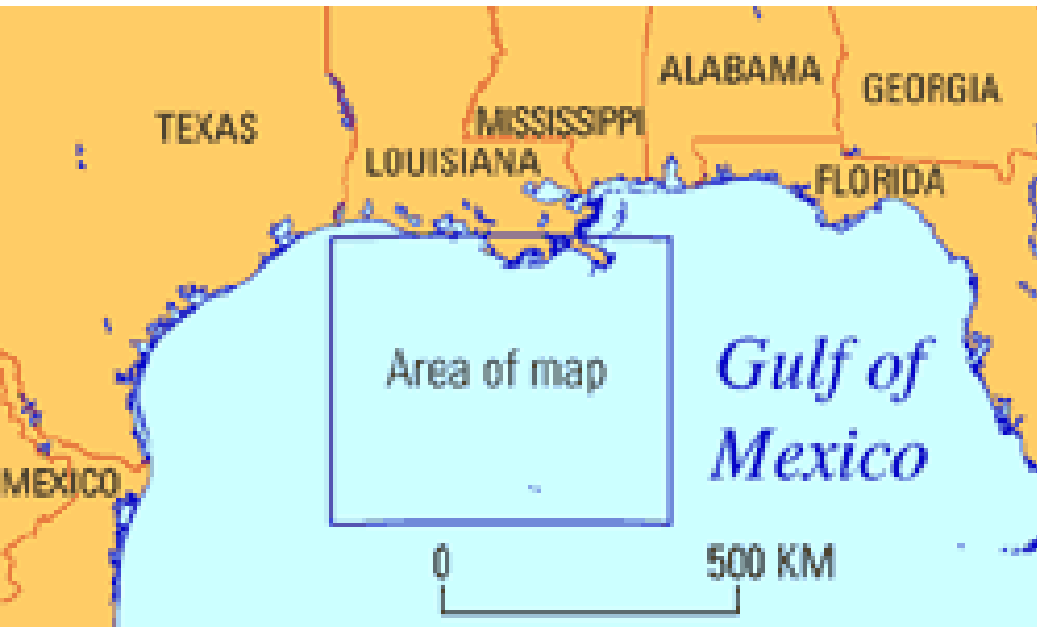 ALABAMA
GEORGIA
TEXAS
MISSISSIPPI
LOUISIANA
FLORIDA
Area of map
Gulf of
Mexico
MEXICO
0 500 KM